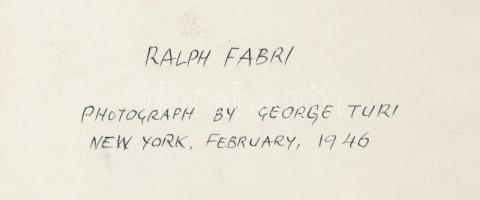 RALPH FABRI
PHOTOGRAPH BY GEORGE TURI
NEW YORK. FEBRUARY, 1946